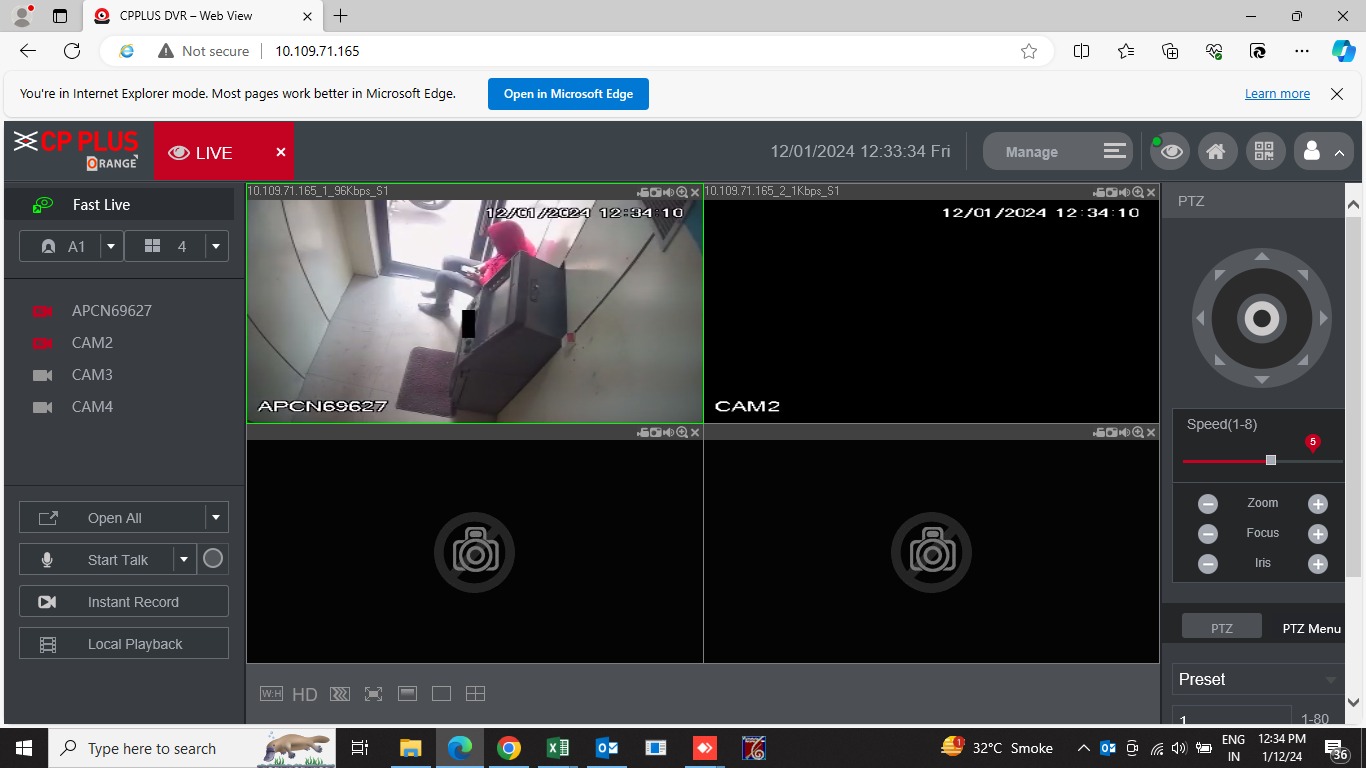 CPPLUS DVR – Web View
Not secure
10.109.71.165
You're in Internet Explorer mode. Most pages work better in Microsoft Edge.
Open in Microsoft Edge
Learn more
CP PLUS
ORANGE
LIVE
12/01/2024 12:33:34 Fri
Manage
Fast Live
A1
4
APCN69627
CAM2
CAM3
CAM4
Open All
Start Talk
Instant Record
Local Playback
10.109.71.165_1_96Kbps_S1
12/01/2024 12:34:10
APCN69627
10.109.71.165_2_1Kbps_S1
12/01/2024 12:34:10
CAM2
W:H
HD
PTZ
Speed(1-8)
5
Zoom
Focus
Iris
PTZ
PTZ Menu
Preset
1
1-80
Type here to search
1
32°C Smoke
ENG
IN
12:34 PM
1/12/24
36